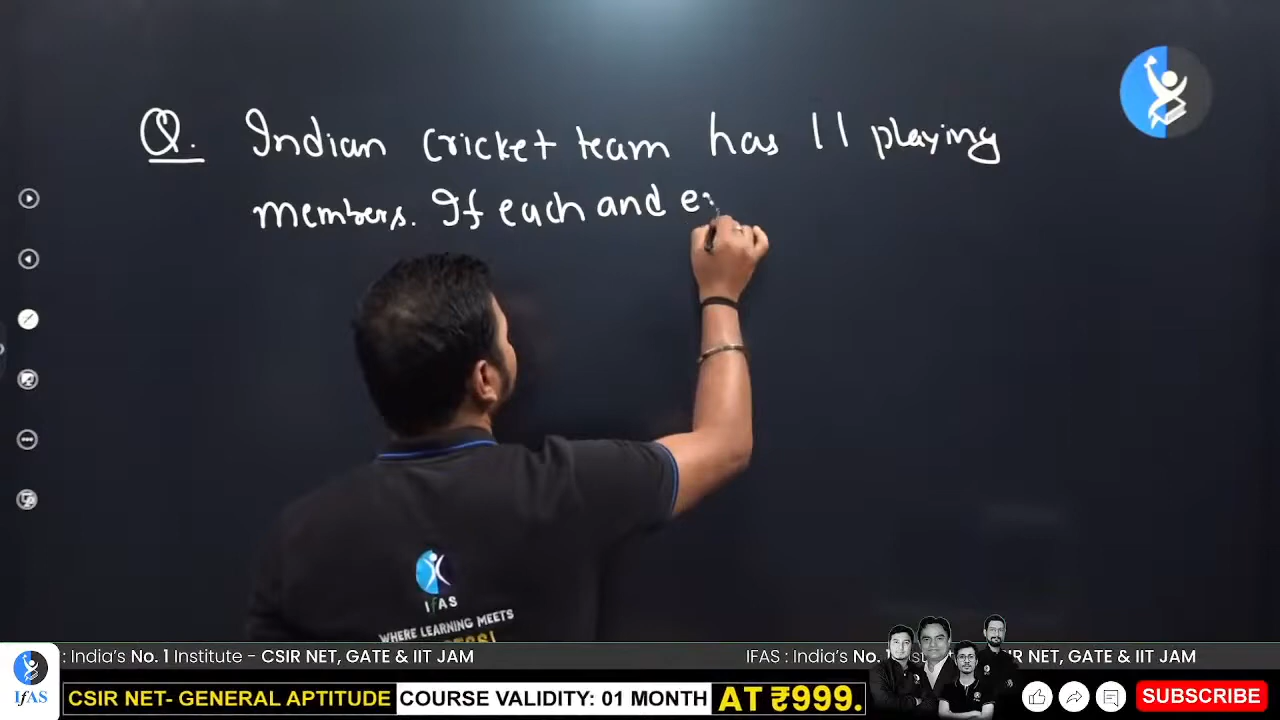 Q. Indian cricket team has 11 playing
members. If each and e
IfAS
WHERE LEARNING MEETS
: India's No. 1 Institute - CSIR NET, GATE & IIT JAM
IFAS : India's No. 1 NET, GATE & IIT JAM
IfAS
CSIR NET- GENERAL APTITUDE COURSE VALIDITY: 01 MONTH AT ₹999.
SUBSCRIBE